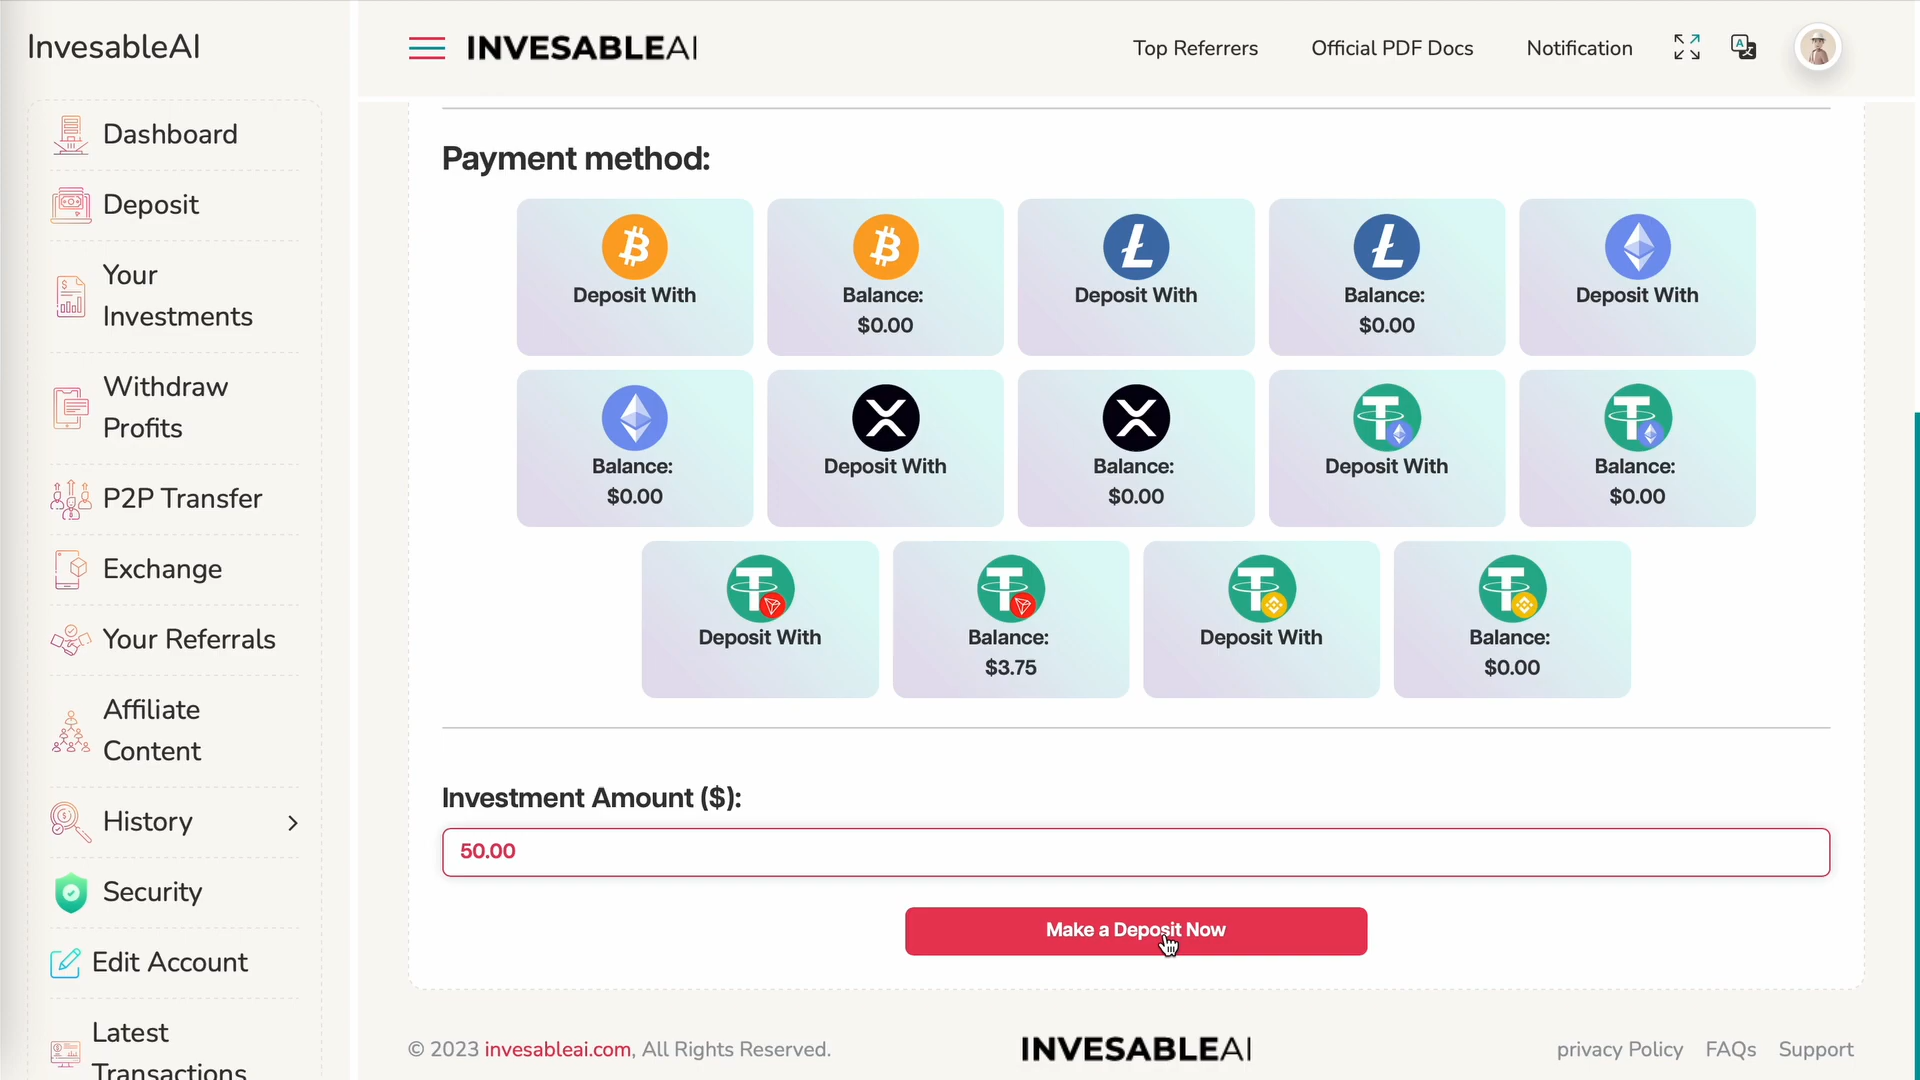 InvesableAI
Dashboard
Deposit
Your
Investments
Withdraw
Profits
P2P Transfer
Exchange
Your Referrals
Affiliate
Content
History
Security
Edit Account
Latest
Transactions
INVESABLEAI
Top Referrers
Official PDF Docs
Notification
Payment method:
Deposit With
Balance:
$0.00
Deposit With
Balance:
$0.00
Deposit With
Balance:
$0.00
Deposit With
Balance:
$0.00
Deposit With
Balance:
$0.00
Deposit With
Balance:
$3.75
Deposit With
Balance:
$0.00
Investment Amount ($):
50.00
Make a Deposit Now
© 2023 invesableai.com, All Rights Reserved.
INVESABLEAI
privacy Policy
FAQs
Support